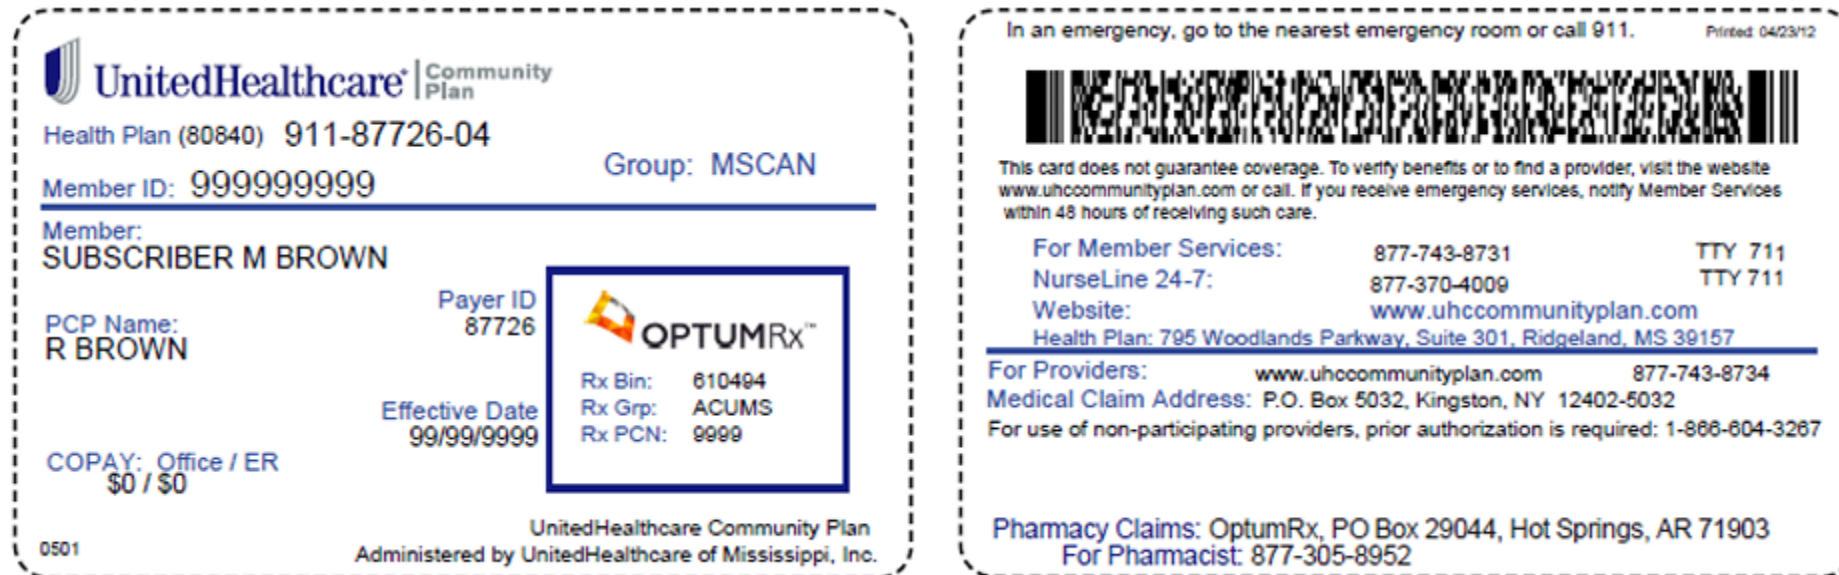 UnitedHealthcare® | Community Plan
Health Plan (80840) 911-87726-04
Member ID: 999999999
Group: MSCAN
Member:
SUBSCRIBER M BROWN
PCP Name:
R BROWN
Payer ID
87726
Effective Date
99/99/9999
COPAY: Office / ER
$0 / $0
OPTUMRx™
Rx Bin: 610494
Rx Grp: ACUMS
Rx PCN: 9999
0501
UnitedHealthcare Community Plan
Administered by UnitedHealthcare of Mississippi, Inc.
In an emergency, go to the nearest emergency room or call 911. Printed: 04/23/12
This card does not guarantee coverage. To verify benefits or to find a provider, visit the website
www.uhccommunityplan.com or call. If you receive emergency services, notify Member Services
within 48 hours of receiving such care.
For Member Services: 877-743-8731 TTY 711
NurseLine 24-7: 877-370-4009 TTY 711
Website: www.uhccommunityplan.com
Health Plan: 795 Woodlands Parkway, Suite 301, Ridgeland, MS 39157
For Providers: www.uhccommunityplan.com 877-743-8734
Medical Claim Address: P.O. Box 5032, Kingston, NY 12402-5032
For use of non-participating providers, prior authorization is required: 1-866-604-3267
Pharmacy Claims: OptumRx, PO Box 29044, Hot Springs, AR 71903
For Pharmacist: 877-305-8952